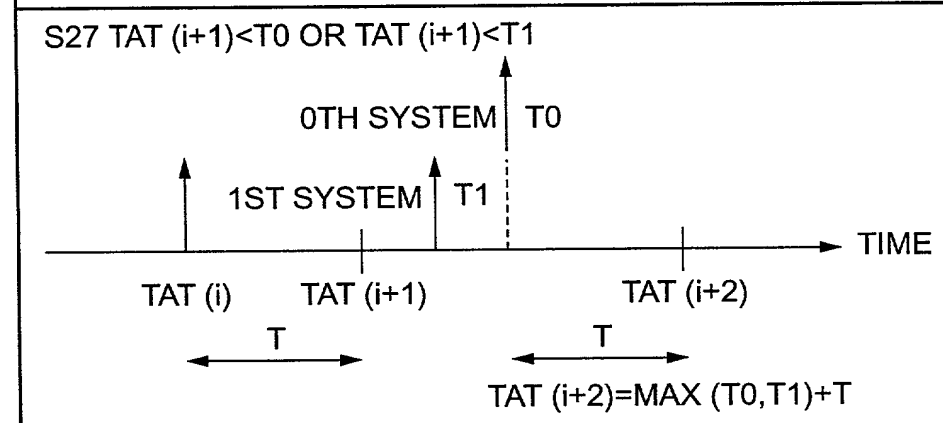 S27 TAT (i+1)<T0 OR TAT (i+1)<T1
0TH SYSTEM T0
1ST SYSTEM T1
TIME
TAT (i) TAT (i+1) TAT (i+2)
T T
TAT (i+2)=MAX (T0,T1)+T